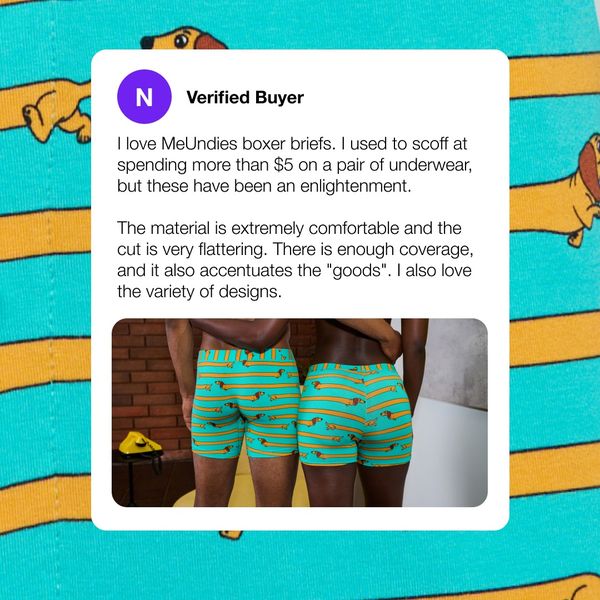 N
Verified Buyer
I love MeUndies boxer briefs. I used to scoff at
spending more than $5 on a pair of underwear,
but these have been an enlightenment.
The material is extremely comfortable and the
cut is very flattering. There is enough coverage,
and it also accentuates the "goods". I also love
the variety of designs.